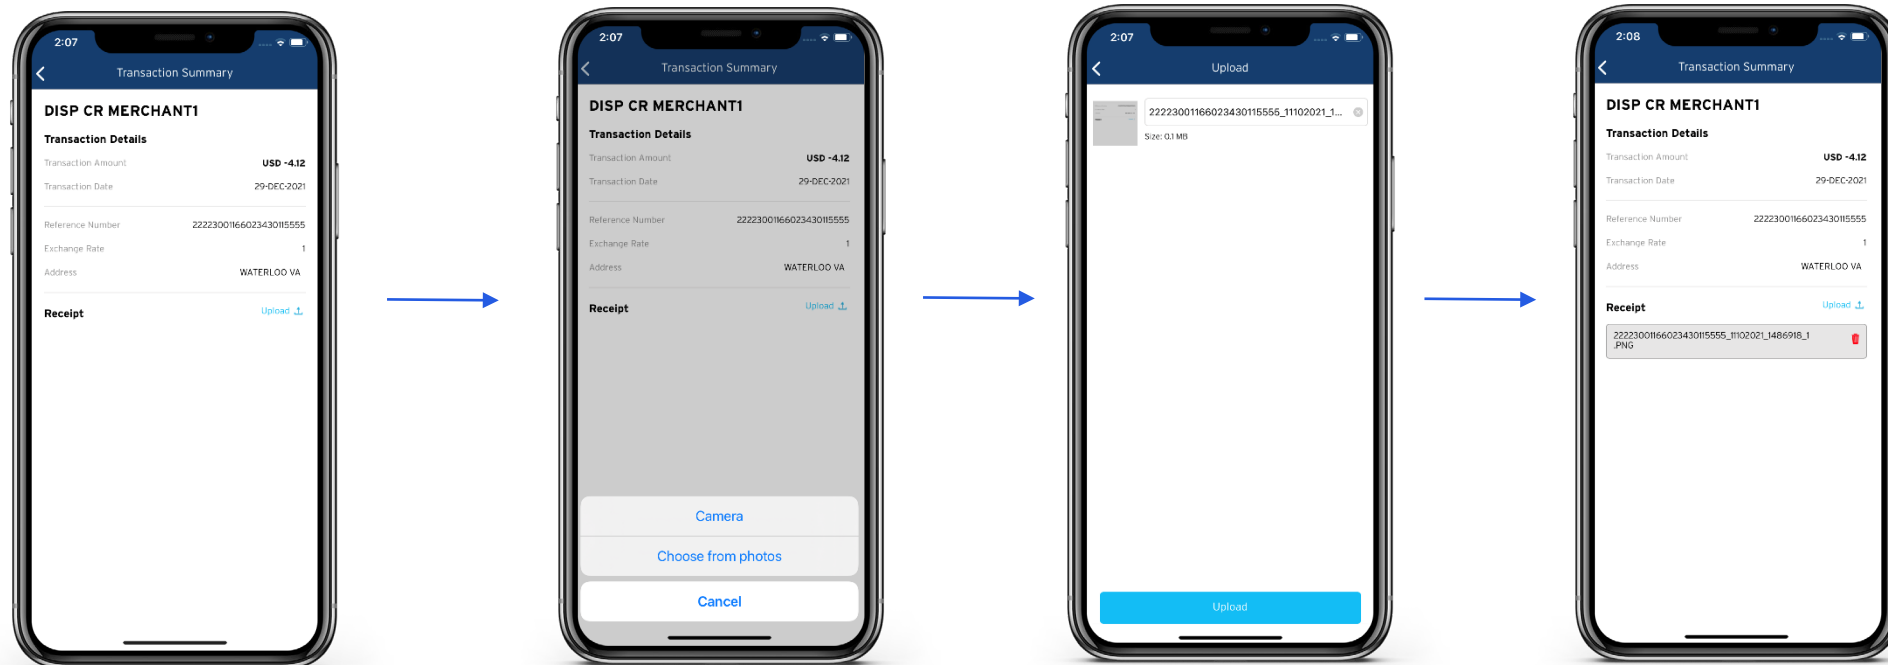 2:07
Transaction Summary
DISP CR MERCHANT1
Transaction Details
Transaction Amount USD -4.12
Transaction Date 29-DEC-2021
Reference Number 22223001166023430115555
Exchange Rate 1
Address WATERLOO VA
Receipt Upload
2:07
Transaction Summary
DISP CR MERCHANT1
Transaction Details
Transaction Amount USD -4.12
Transaction Date 29-DEC-2021
Reference Number 22223001166023430115555
Exchange Rate 1
Address WATERLOO VA
Receipt Upload
Camera
Choose from photos
Cancel
2:07
Upload
22223001166023430115555_11102021_1...
Size: 0.1 MB
Upload
2:08
Transaction Summary
DISP CR MERCHANT1
Transaction Details
Transaction Amount USD -4.12
Transaction Date 29-DEC-2021
Reference Number 22223001166023430115555
Exchange Rate 1
Address WATERLOO VA
Receipt Upload
22223001166023430115555_11102021_1486918_1
.PNG